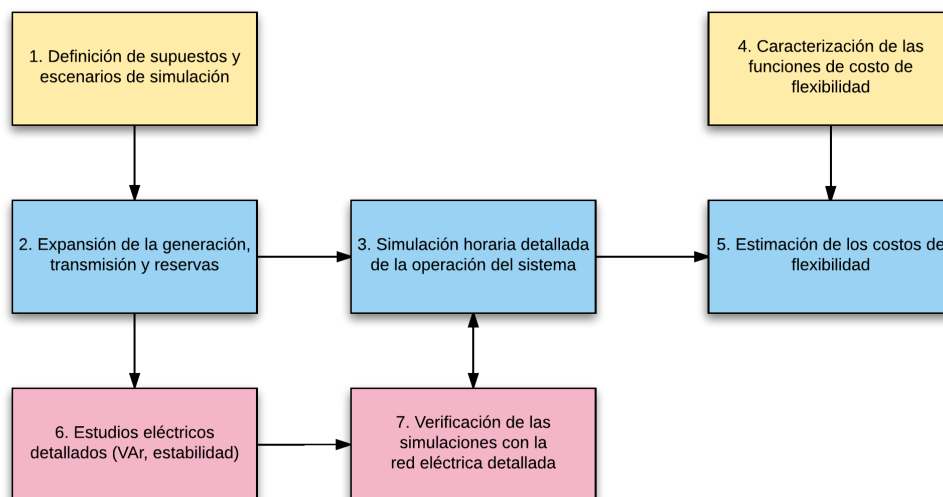 1. Definición de supuestos y
escenarios de simulación
4. Caracterización de las
funciones de costo de
flexibilidad
2. Expansión de la generación,
transmisión y reservas
3. Simulación horaria detallada
de la operación del sistema
5. Estimación de los costos de
flexibilidad
6. Estudios eléctricos
detallados (VAr, estabilidad)
7. Verificación de las
simulaciones con la
red eléctrica detallada